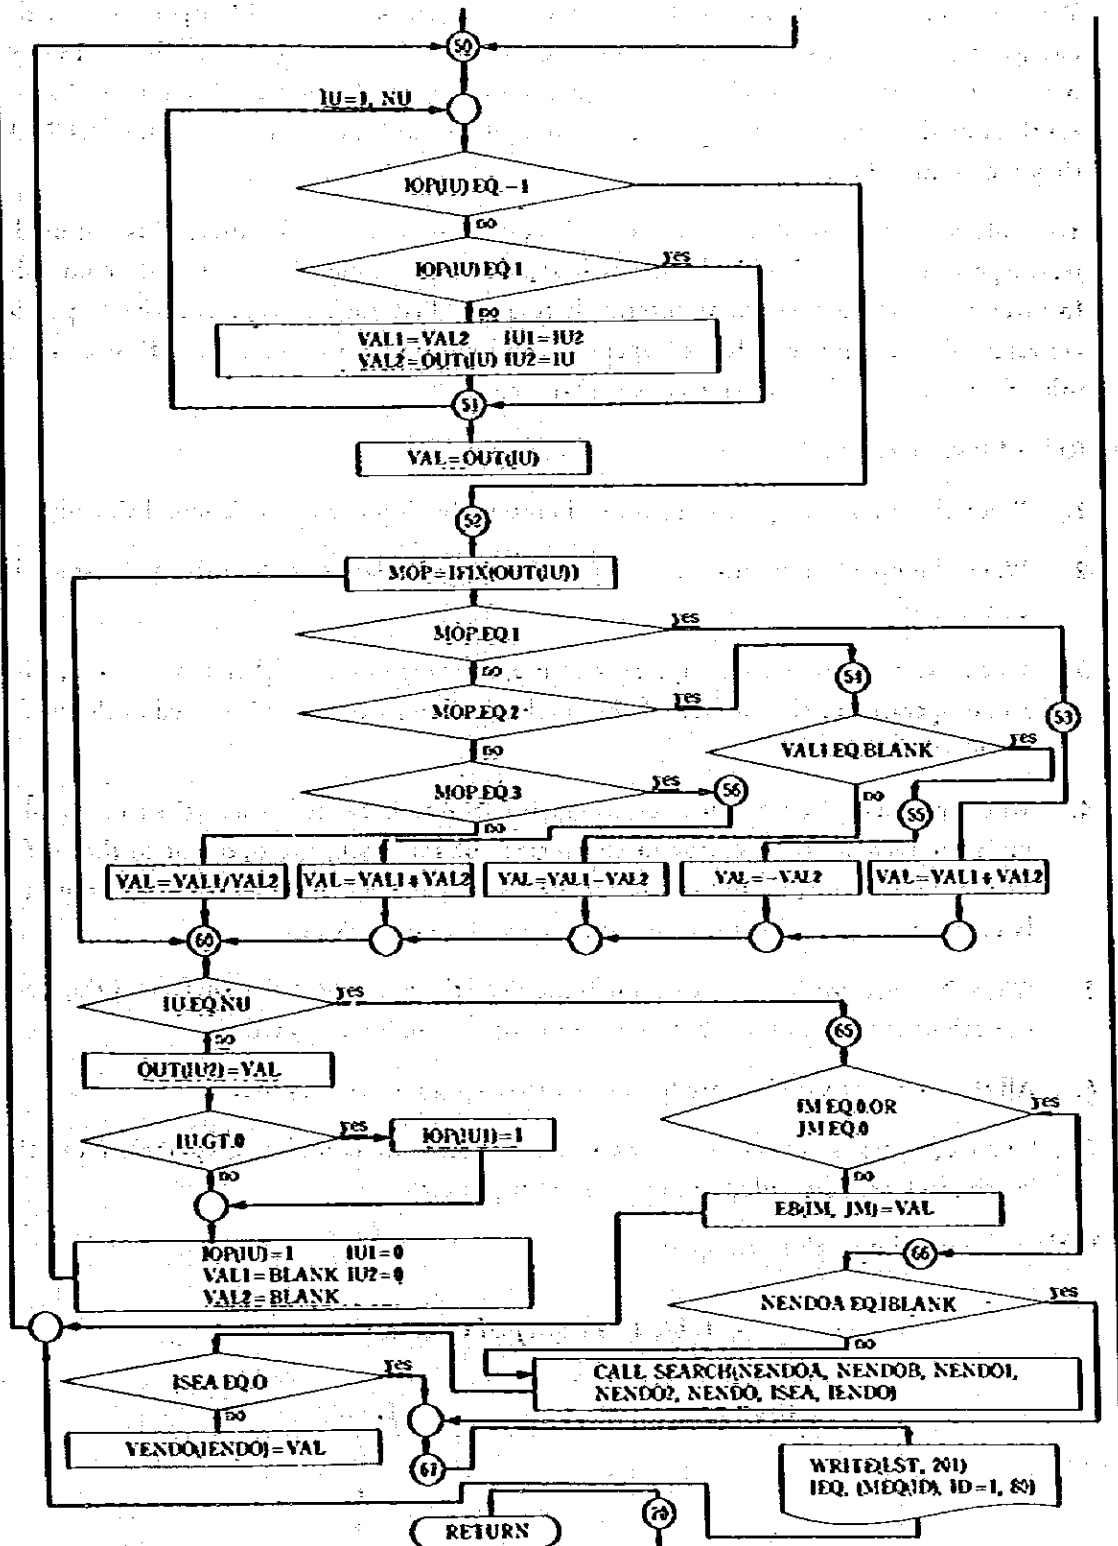 50
IU=1, NU
IOP(IU) EQ.-1
no
IOP(IU) EQ.1
yes
no
VAL1=VAL2 IU1=IU2
VAL2=OUT(IU) IU2=IU
51
VAL=OUT(IU)
52
MOP=IFIX(OUT(IU))
MOP.EQ.1
yes
no
54
MOP.EQ.2
yes
53
VAL1.EQ.BLANK
yes
no
MOP.EQ.3
yes
56
no
no
55
VAL=VAL1/VAL2
VAL=VAL1*VAL2
VAL=VAL1-VAL2
VAL=-VAL2
VAL=VAL1+VAL2
60
IU.EQ.NU
yes
no
65
OUT(IU2)=VAL
IM.EQ.0.OR
JM.EQ.0
yes
no
IU.GT.0
yes
IOP(IU1)=1
no
EB(IM, JM)=VAL
IOP(IU)=1 IU1=0
VAL1=BLANK IU2=0
VAL2=BLANK
66
NENDOA EQ.IBLANK
yes
no
CALL SEARCH(NENDOA, NENDOB, NENDO1,
NENDO2, NENDO, ISEA, IENDO)
ISEA EQ.0
yes
no
VENDO(IENDO)=VAL
67
WRITE(LST, 201)
IEQ, (MEQ(ID), ID=1, 80)
70
RETURN